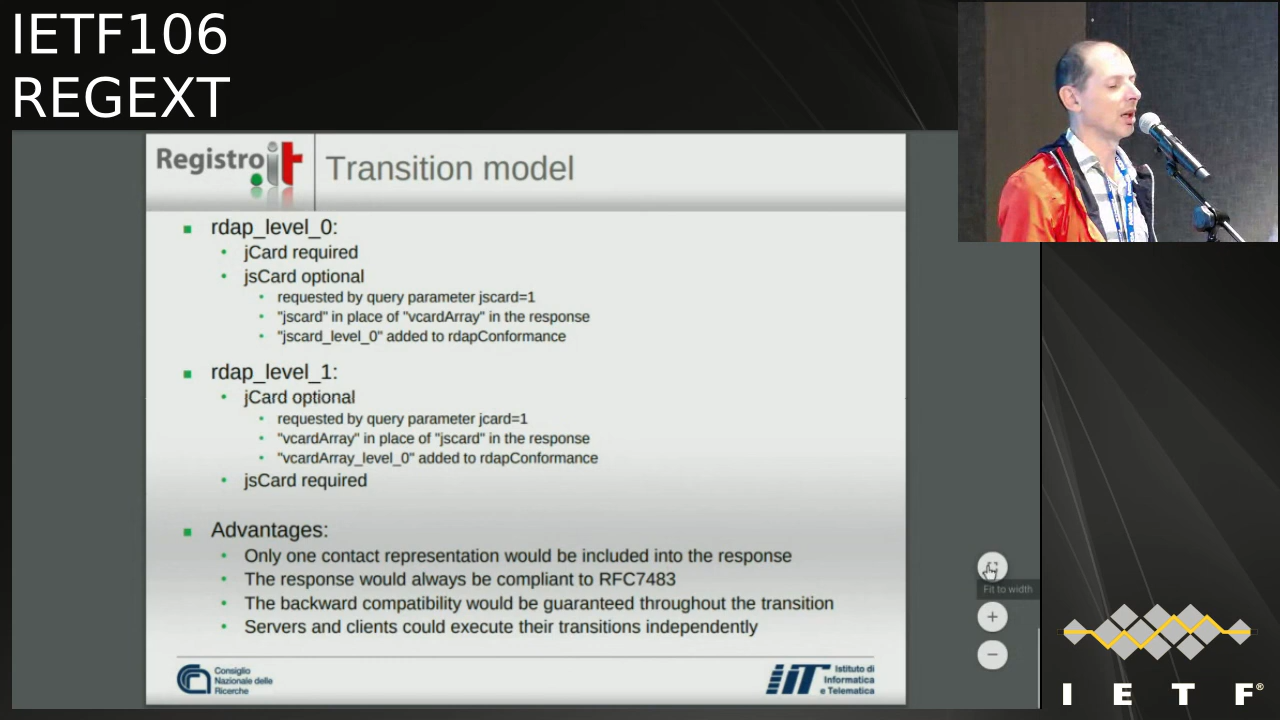 IETF106
REGEXT
Registro.it
Transition model
rdap_level_0:
jCard required
jsCard optional
requested by query parameter jscard=1
"jscard" in place of "vcardArray" in the response
"jscard_level_0" added to rdapConformance
rdap_level_1:
jCard optional
requested by query parameter jcard=1
"vcardArray" in place of "jscard" in the response
"vcardArray_level_0" added to rdapConformance
jsCard required
Advantages:
Only one contact representation would be included into the response
The response would always be compliant to RFC7483
The backward compatibility would be guaranteed throughout the transition
Servers and clients could execute their transitions independently
Fit to width
Consiglio
Nazionale delle
Ricerche
IIT
Istituto di
Informatica
e Telematica
I E T F®